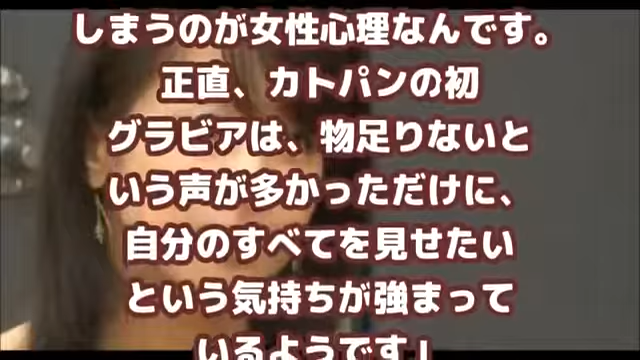 しまうのが女性心理なんです。
正直、カトパンの初
グラビアは、物足りないと
いう声が多かっただけに、
自分のすべてを見せたい
という気持ちが強まって
いるようです」